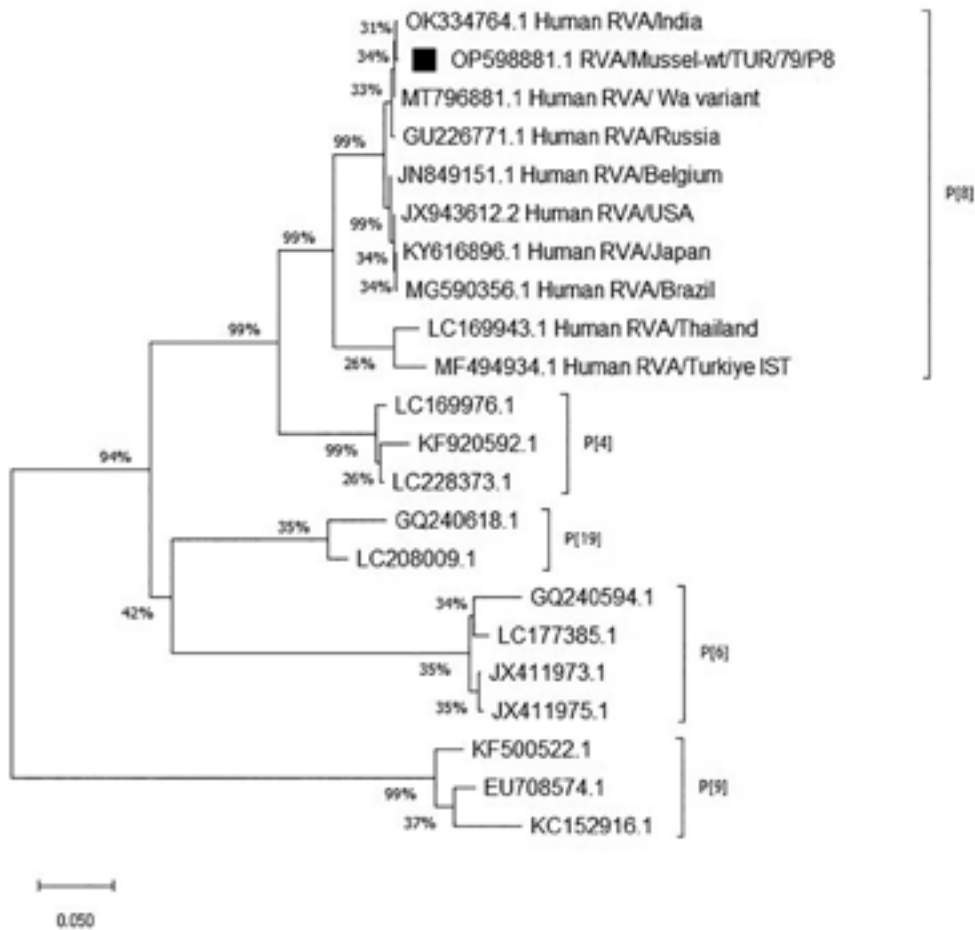 31%
OK334764.1 Human RVA/India
34%
OP598881.1 RVA/Mussel-wt/TUR/79/P8
33%
MT796881.1 Human RVA/ Wa variant
GU226771.1 Human RVA/Russia
99%
JN849151.1 Human RVA/Belgium
P[8]
JX943612.2 Human RVA/USA
99%
99%
KY616896.1 Human RVA/Japan
34%
34%
MG590356.1 Human RVA/Brazil
99%
LC169943.1 Human RVA/Thailand
26%
MF494934.1 Human RVA/Turkiye IST
LC169976.1
99%
KF920592.1
P[4]
94%
26%
LC228373.1
35%
GQ240618.1
P[19]
LC208009.1
34%
GQ240594.1
42%
LC177385.1
P[6]
35%
JX411973.1
35%
JX411975.1
KF500522.1
99%
EU708574.1
P[9]
37%
KC152916.1
0.050